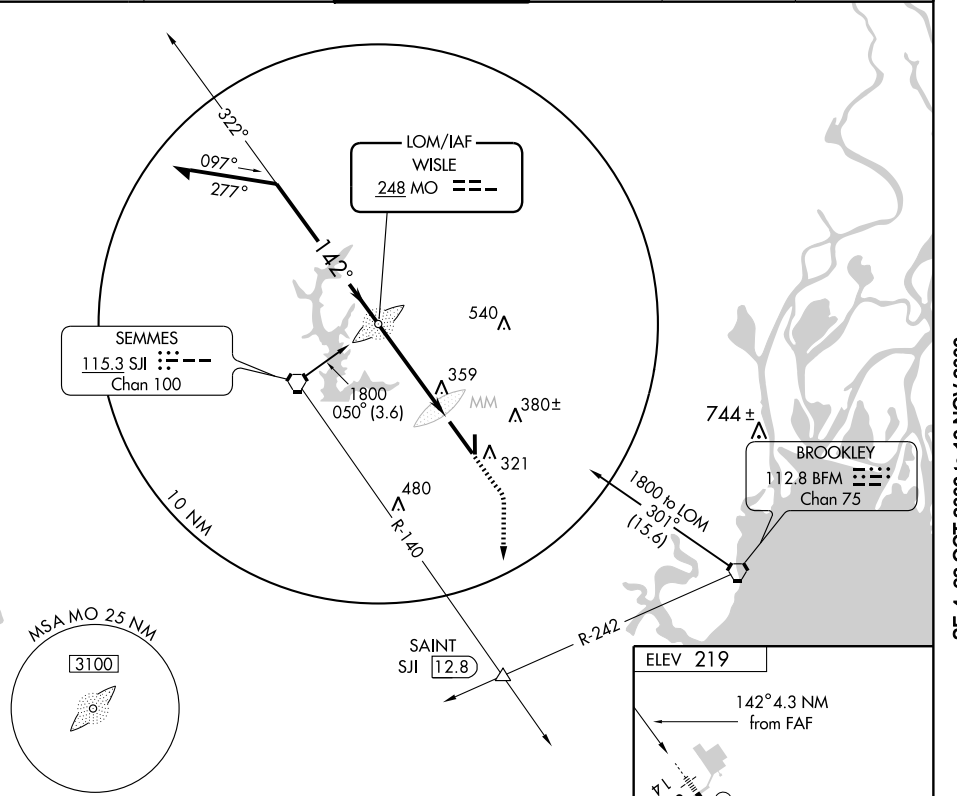 322°
097°
277°
LOM/IAF
WISLE
248 MO
142°
540
SEMMES
115.3 SJI
Chan 100
1800
050° (3.6)
359
MM
380±
321
744 ±
BROOKLEY
112.8 BFM
Chan 75
1800 to LOM
301°
(15.6)
480
R-140
10 NM
R-242
MSA MO 25 NM
3100
SAINT
SJI 12.8
ELEV 219
142° 4.3 NM
from FAF
14